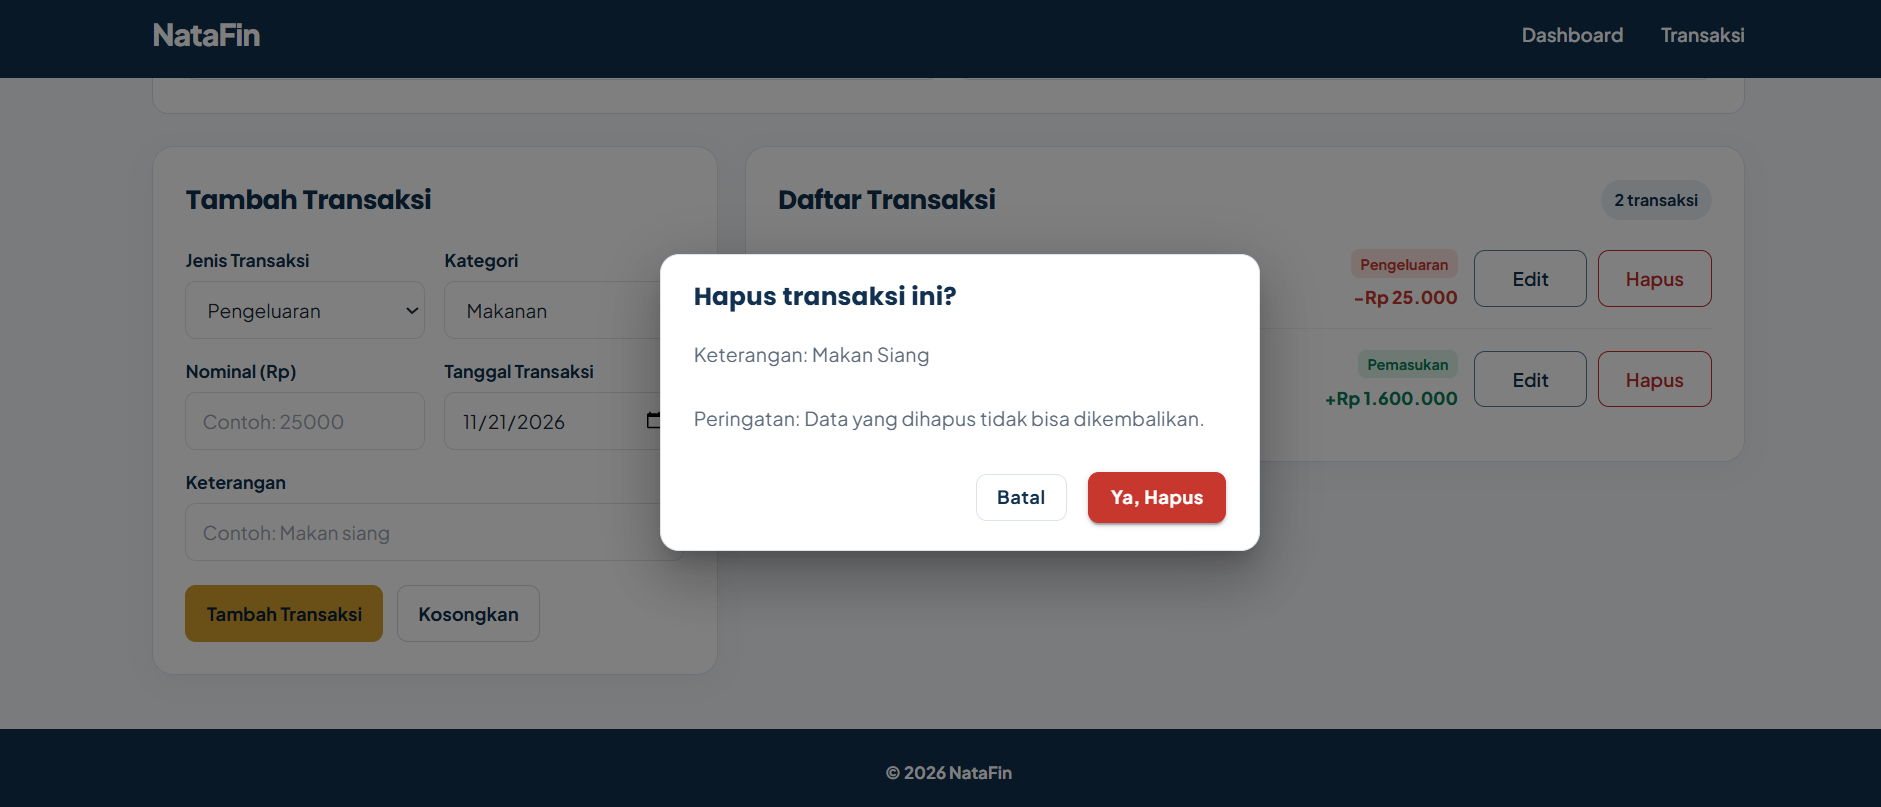 NataFin
Dashboard Transaksi
Tambah Transaksi
Jenis Transaksi Kategori
Pengeluaran Makanan
Nominal (Rp) Tanggal Transaksi
Contoh: 25000 11/21/2026
Keterangan
Contoh: Makan siang
Tambah Transaksi Kosongkan
Daftar Transaksi 2 transaksi
Pengeluaran
-Rp 25.000
Edit Hapus
Pemasukan
+Rp 1.600.000
Edit Hapus
Hapus transaksi ini?
Keterangan: Makan Siang
Peringatan: Data yang dihapus tidak bisa dikembalikan.
Batal Ya, Hapus
© 2026 NataFin